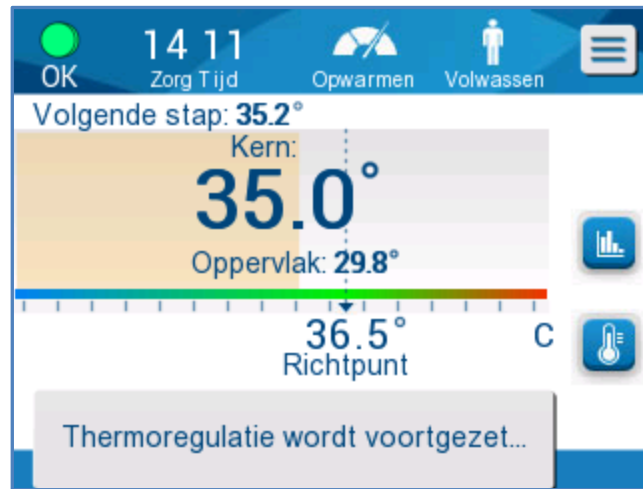 OK
14 11
Zorg Tijd
Opwarmen
Volwassen
Volgende stap: 35.2°
Kern:
35.0°
Oppervlak: 29.8°
36.5° C
Richtpunt
Thermoregulatie wordt voortgezet...